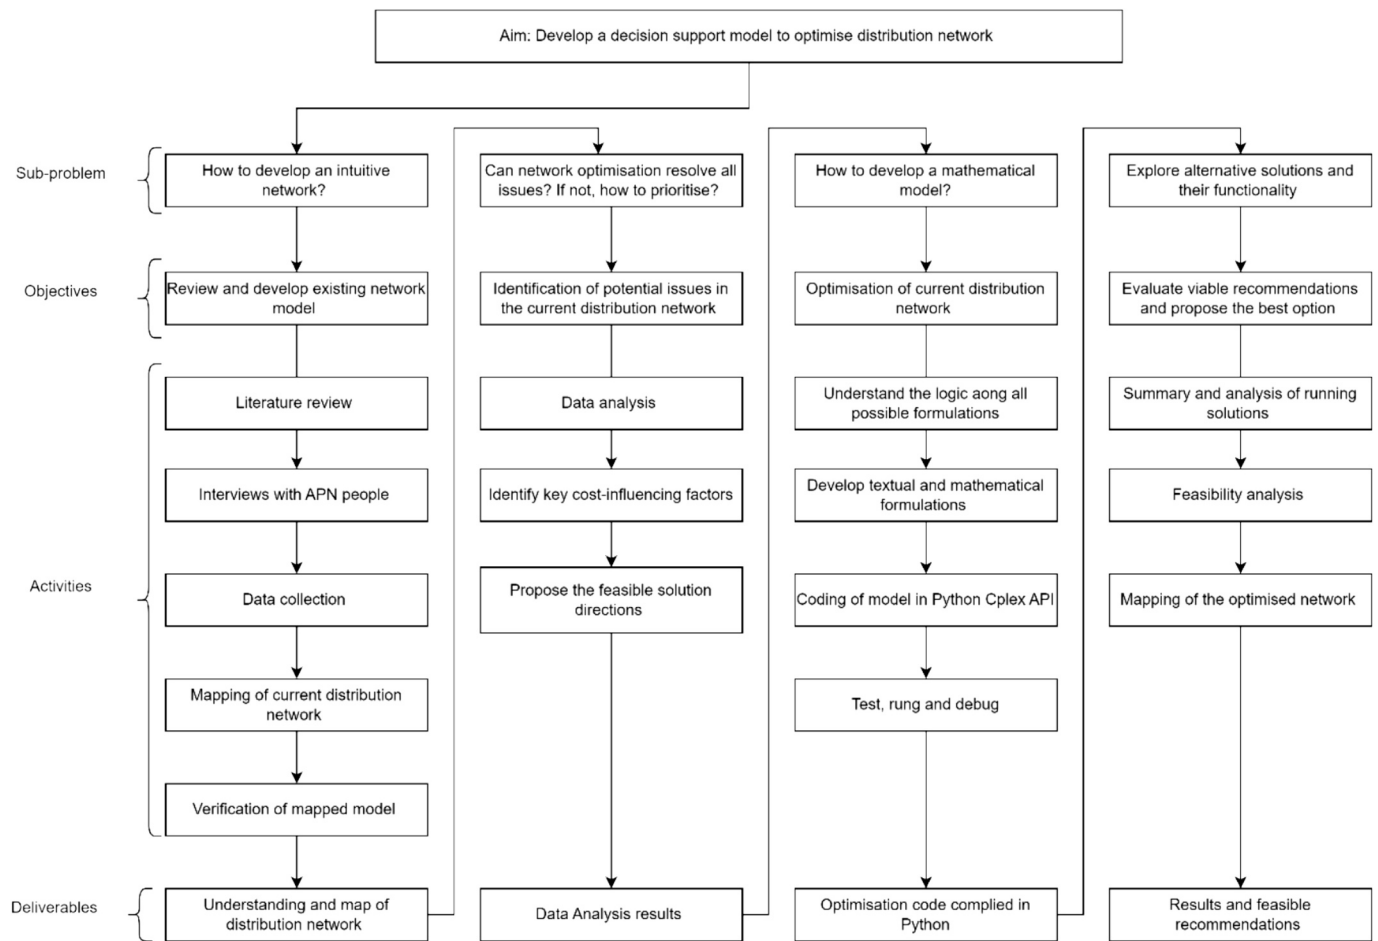 Aim: Develop a decision support model to optimise distribution network
Sub-problem
How to develop an intuitive
network?
Can network optimisation resolve all
issues? If not, how to prioritise?
How to develop a mathematical
model?
Explore alternative solutions and
their functionality
Objectives
Review and develop existing network
model
Identification of potential issues in
the current distribution network
Optimisation of current distribution
network
Evaluate viable recommendations
and propose the best option
Activities
Literature review
Interviews with APN people
Data collection
Mapping of current distribution
network
Verification of mapped model
Data analysis
Identify key cost-influencing factors
Propose the feasible solution
directions
Understand the logic aong all
possible formulations
Develop textual and mathematical
formulations
Coding of model in Python Cplex API
Test, rung and debug
Summary and analysis of running
solutions
Feasibility analysis
Mapping of the optimised network
Deliverables
Understanding and map of
distribution network
Data Analysis results
Optimisation code complied in
Python
Results and feasible
recommendations